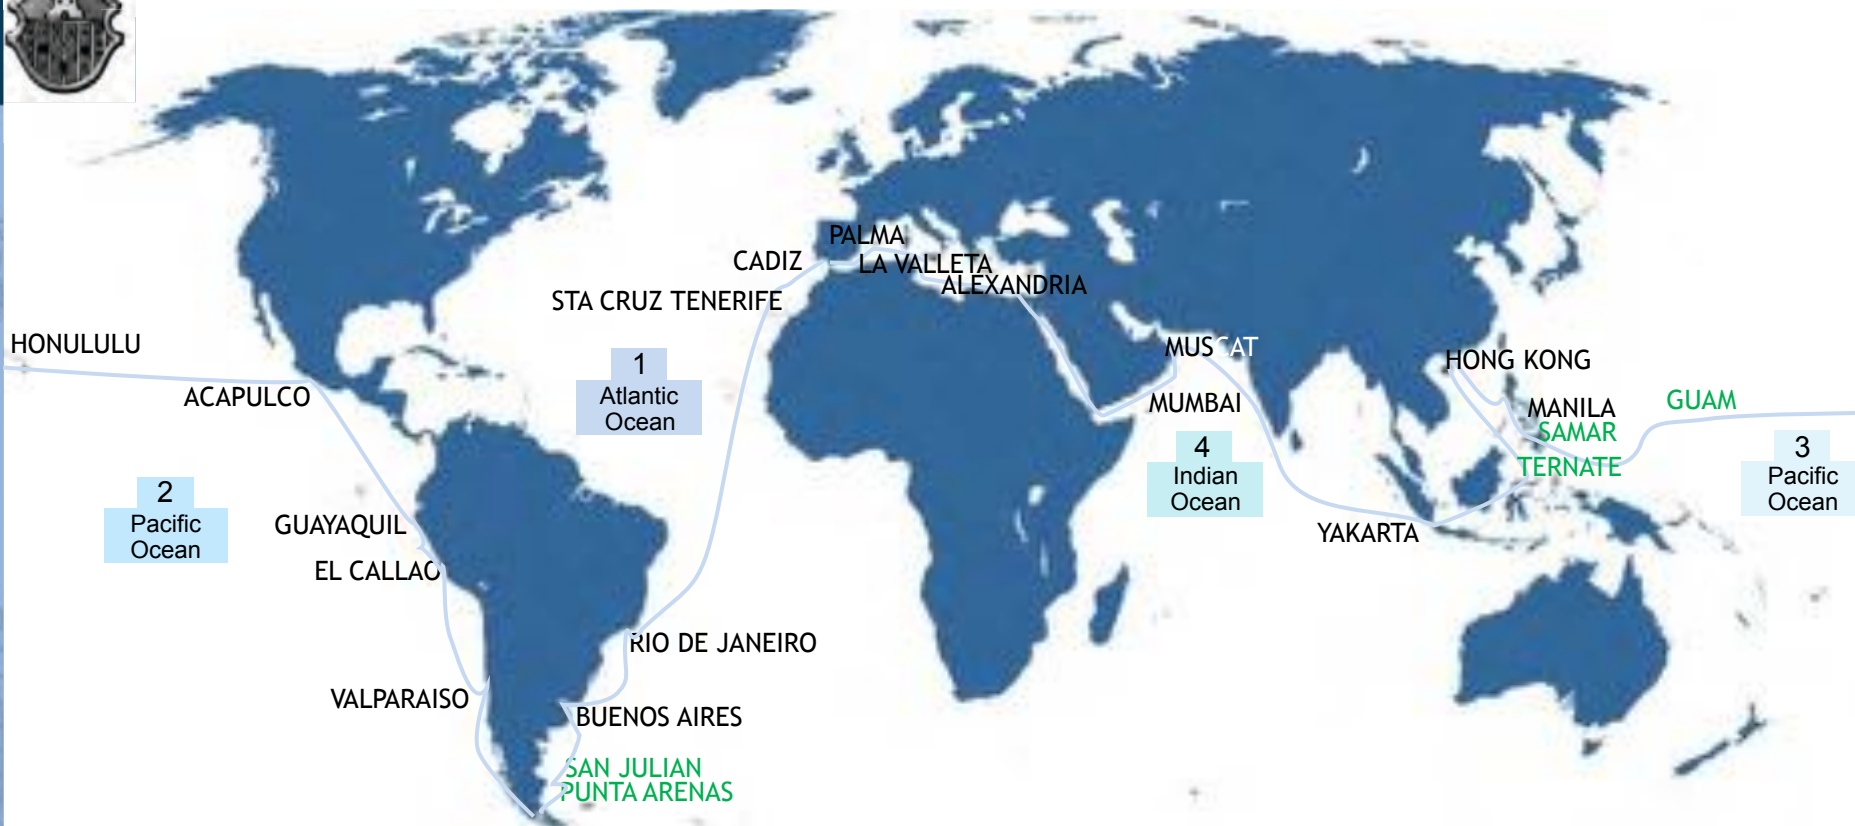 PALMA
CADIZ
LA VALLETA
ALEXANDRIA
STA CRUZ TENERIFE
HONULULU
MUSCAT
HONG KONG
1
Atlantic
Ocean
ACAPULCO
MUMBAI
MANILA
GUAM
SAMAR
4
Indian
Ocean
TERNATE
3
Pacific
Ocean
2
Pacific
Ocean
GUAYAQUIL
YAKARTA
EL CALLAO
RIO DE JANEIRO
VALPARAISO
BUENOS AIRES
SAN JULIAN
PUNTA ARENAS